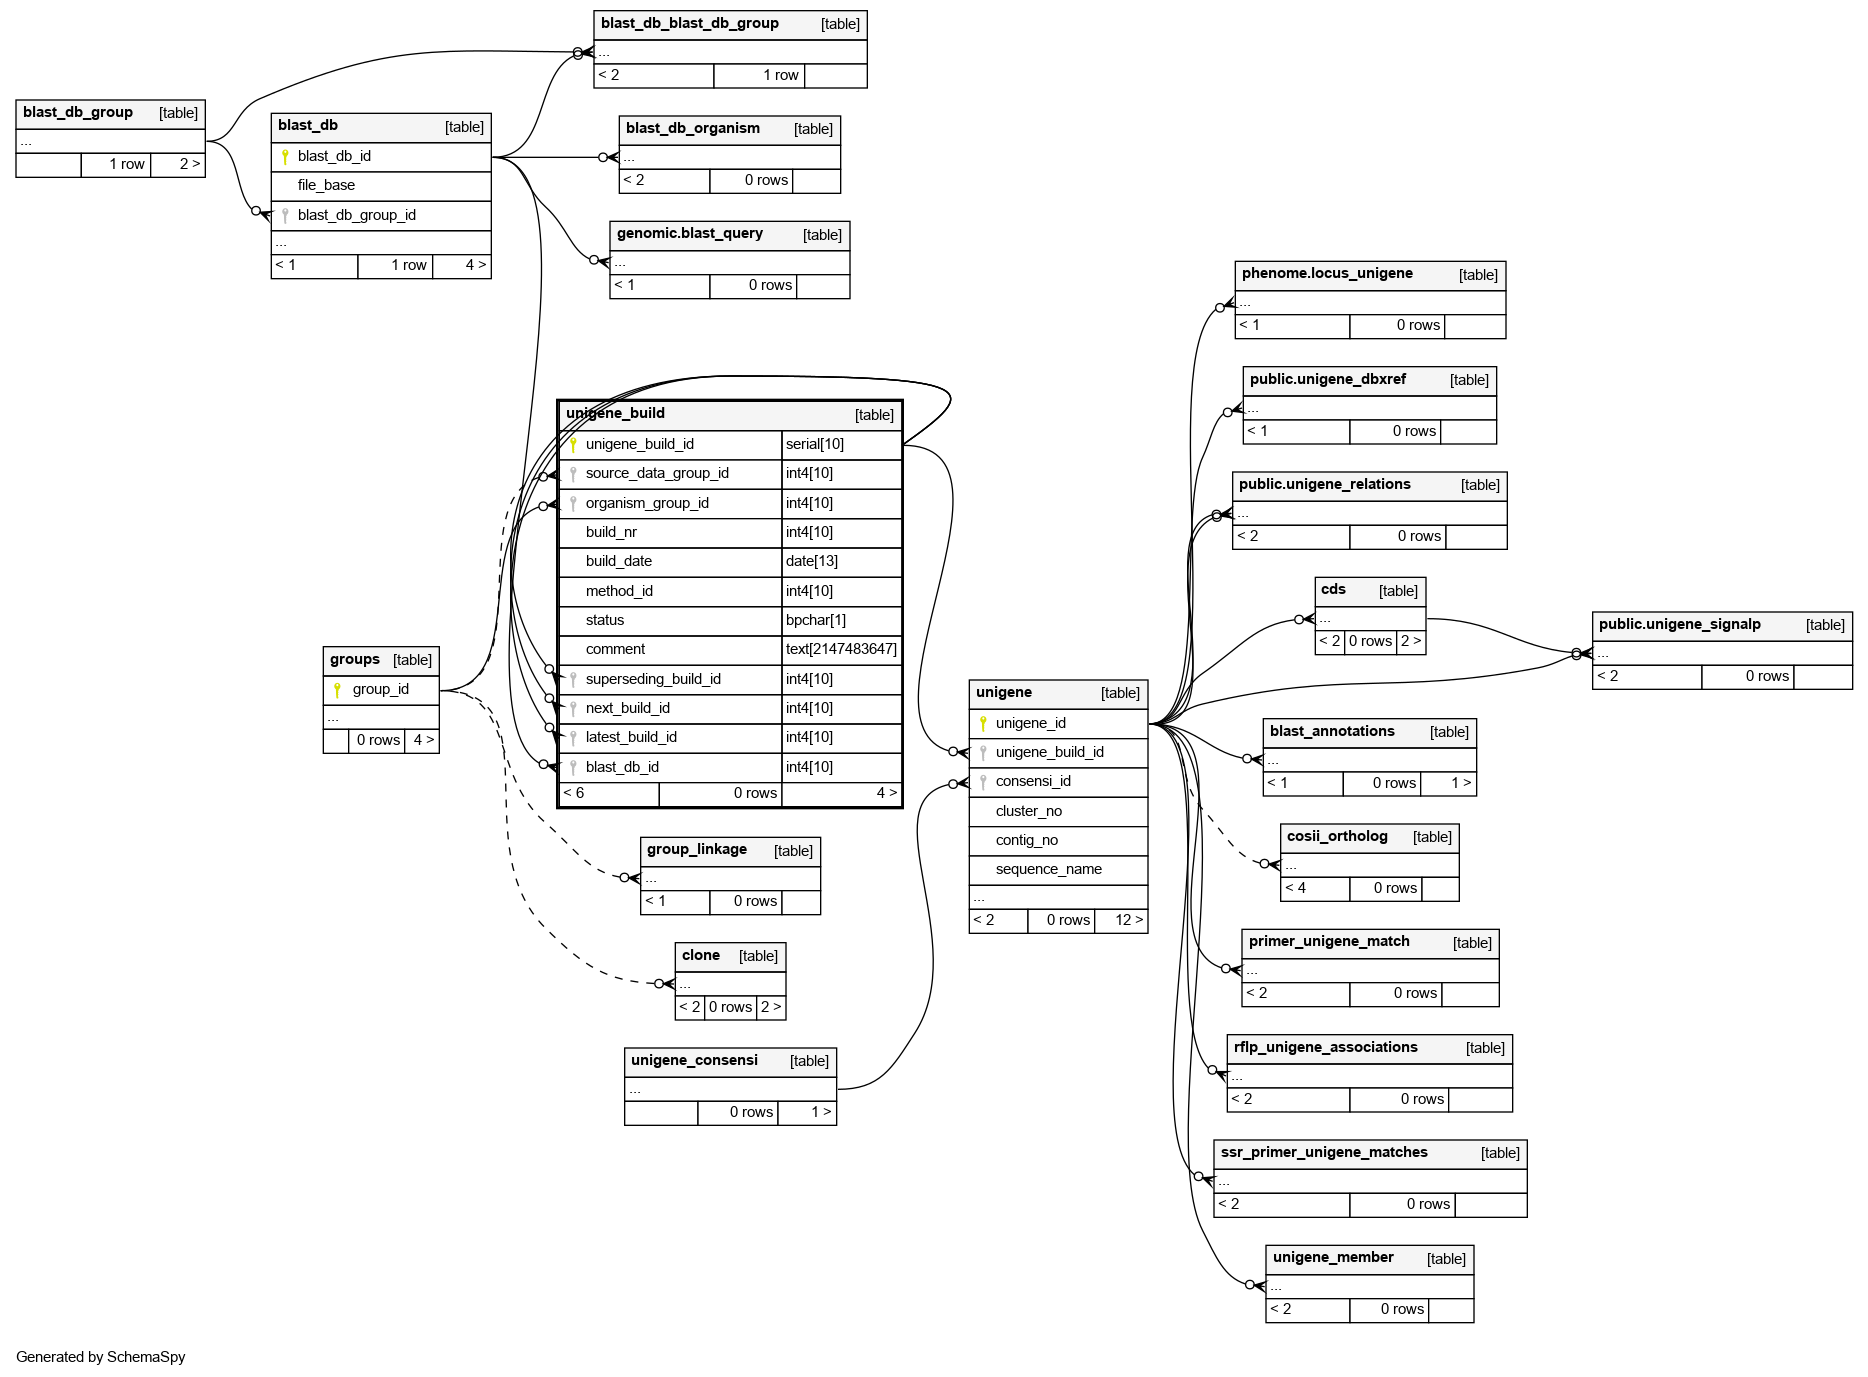 blast_db_blast_db_group [table]
...
< 2 1 row
blast_db_group [table]
...
1 row 2 >
blast_db [table]
blast_db_id
file_base
blast_db_group_id
...
< 1 1 row 4 >
blast_db_organism [table]
...
< 2 0 rows
genomic.blast_query [table]
...
< 1 0 rows
unigene_build [table]
unigene_build_id serial[10]
source_data_group_id int4[10]
organism_group_id int4[10]
build_nr int4[10]
build_date date[13]
method_id int4[10]
status bpchar[1]
comment text[2147483647]
superseding_build_id int4[10]
next_build_id int4[10]
latest_build_id int4[10]
blast_db_id int4[10]
< 6 0 rows 4 >
groups [table]
group_id
...
0 rows 4 >
group_linkage [table]
...
< 1 0 rows
clone [table]
...
< 2 0 rows 2 >
unigene_consensi [table]
...
0 rows 1 >
unigene [table]
unigene_id
unigene_build_id
consensi_id
cluster_no
contig_no
sequence_name
...
< 2 0 rows 12 >
phenome.locus_unigene [table]
...
< 1 0 rows
public.unigene_dbxref [table]
...
< 1 0 rows
public.unigene_relations [table]
...
< 2 0 rows
cds [table]
...
< 2 0 rows 2 >
public.unigene_signalp [table]
...
< 2 0 rows
blast_annotations [table]
...
< 1 0 rows 1 >
cosii_ortholog [table]
...
< 4 0 rows
primer_unigene_match [table]
...
< 2 0 rows
rflp_unigene_associations [table]
...
< 2 0 rows
ssr_primer_unigene_matches [table]
...
< 2 0 rows
unigene_member [table]
...
< 2 0 rows
Generated by SchemaSpy